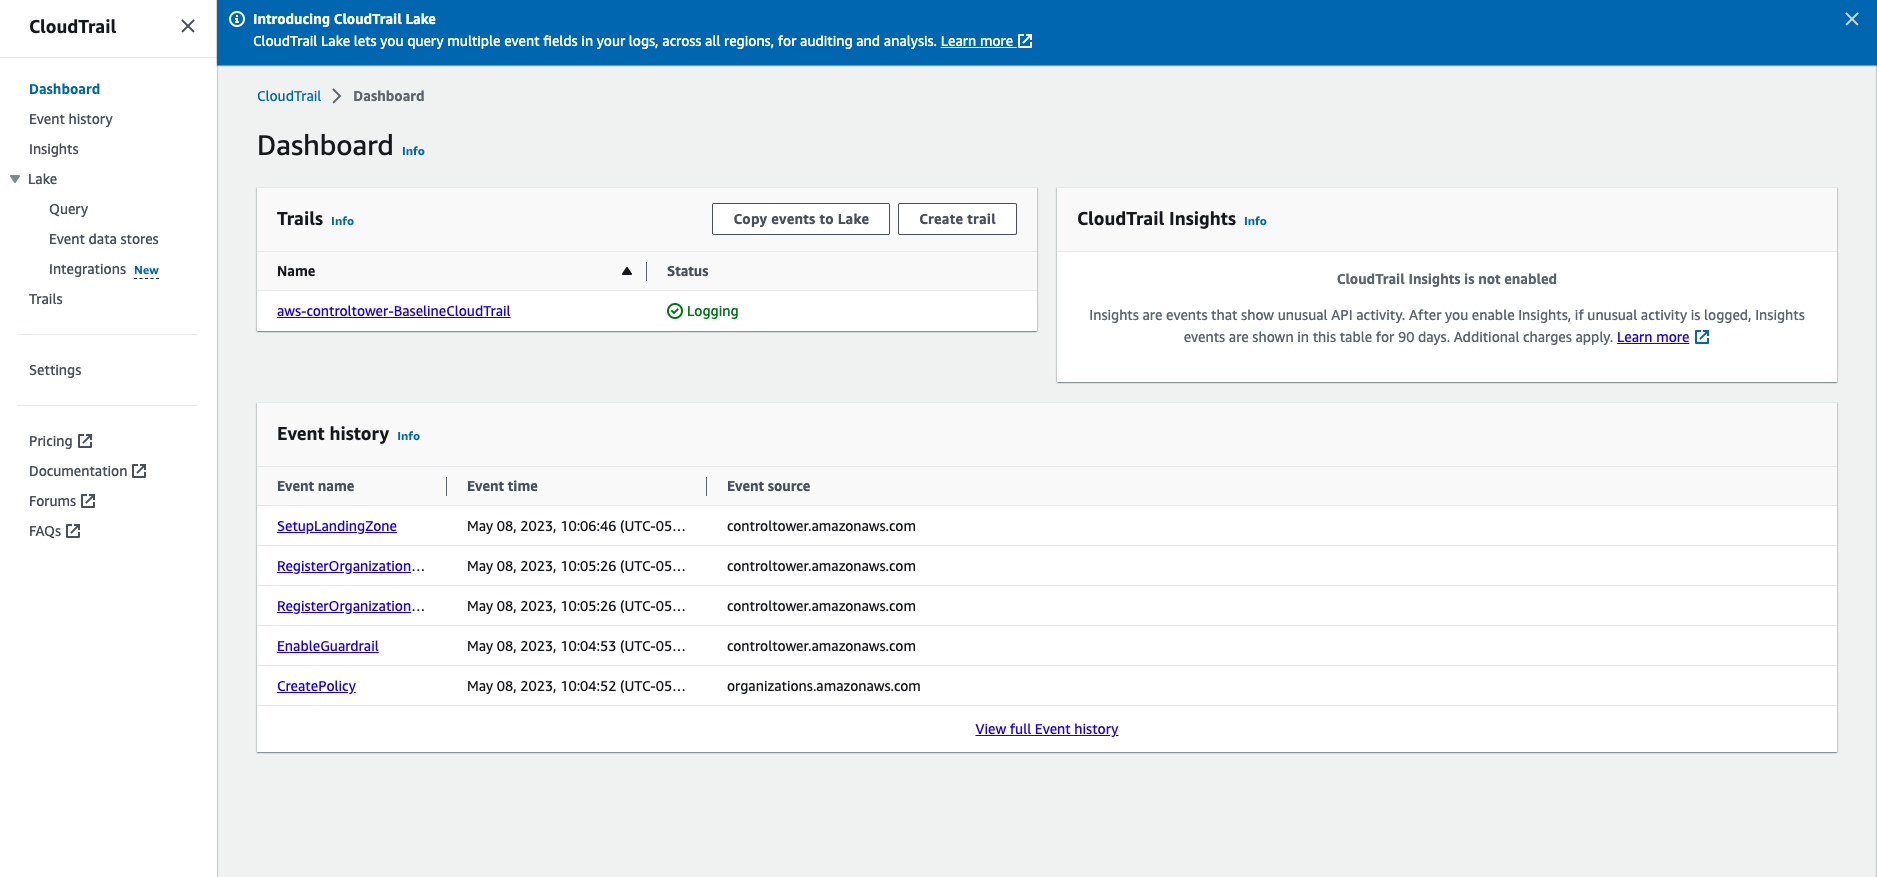 CloudTrail
Introducing CloudTrail Lake
CloudTrail Lake lets you query multiple event fields in your logs, across all regions, for auditing and analysis. Learn more
Dashboard
Event history
Insights
Lake
Query
Event data stores
Integrations New
Trails
Settings
Pricing
Documentation
Forums
FAQs
CloudTrail Dashboard
Dashboard Info
Trails Info
Copy events to Lake
Create trail
Name Status
aws-controltower-BaselineCloudTrail Logging
CloudTrail Insights Info
CloudTrail Insights is not enabled
Insights are events that show unusual API activity. After you enable Insights, if unusual activity is logged, Insights
events are shown in this table for 90 days. Additional charges apply. Learn more
Event history Info
Event name Event time Event source
SetupLandingZone May 08, 2023, 10:06:46 (UTC-05... controltower.amazonaws.com
RegisterOrganization... May 08, 2023, 10:05:26 (UTC-05... controltower.amazonaws.com
RegisterOrganization... May 08, 2023, 10:05:26 (UTC-05... controltower.amazonaws.com
EnableGuardrail May 08, 2023, 10:04:53 (UTC-05... controltower.amazonaws.com
CreatePolicy May 08, 2023, 10:04:52 (UTC-05... organizations.amazonaws.com
View full Event history